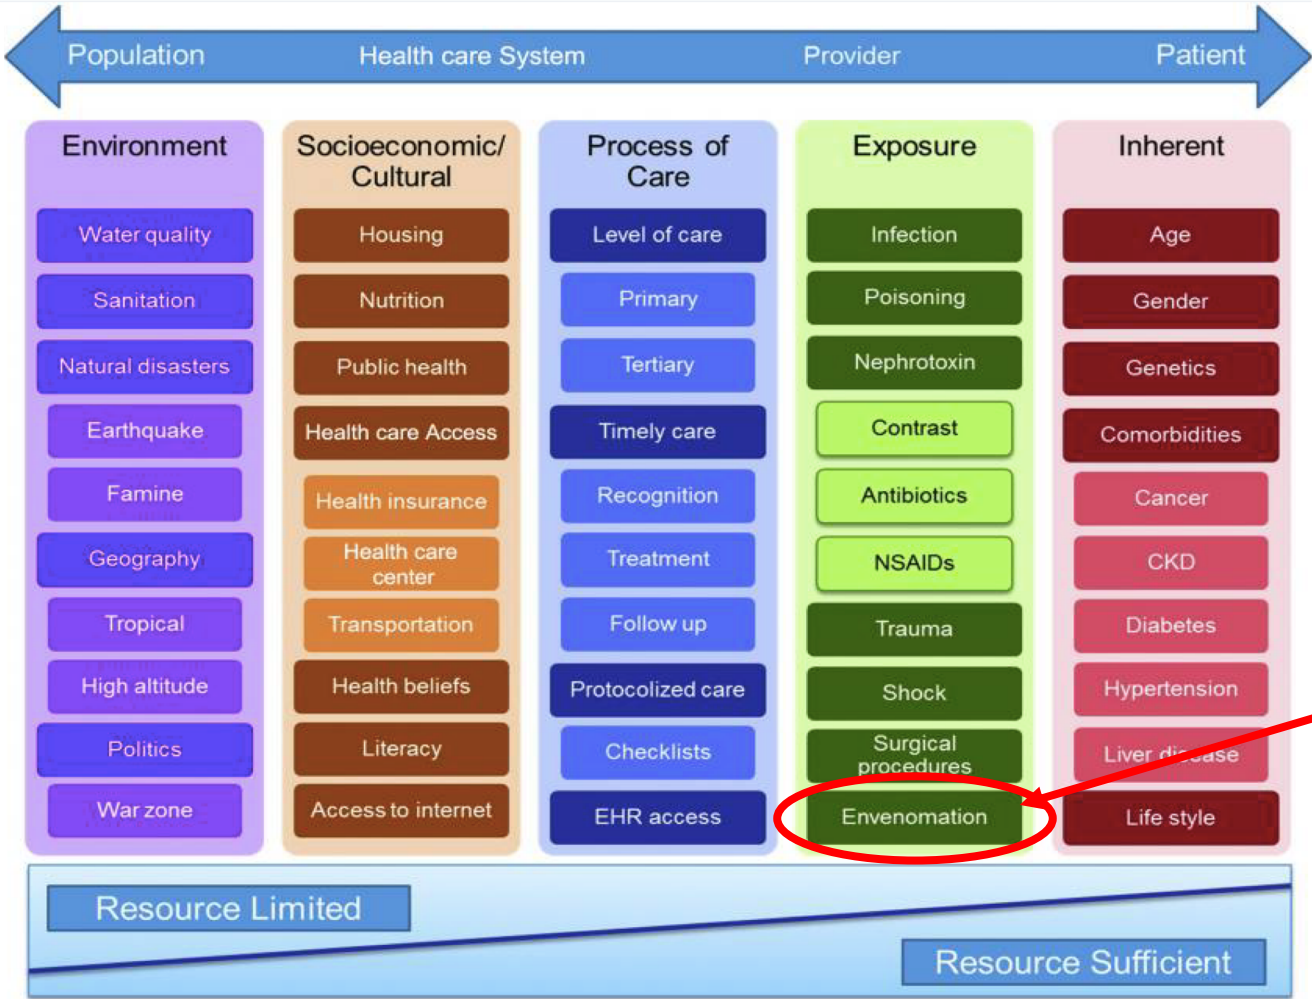 Population
Health care System
Provider
Patient
Environment
Water quality
Sanitation
Natural disasters
Earthquake
Famine
Geography
Tropical
High altitude
Politics
War zone
Socioeconomic/
Cultural
Housing
Nutrition
Public health
Health care Access
Health insurance
Health care
center
Transportation
Health beliefs
Literacy
Access to internet
Process of
Care
Level of care
Primary
Tertiary
Timely care
Recognition
Treatment
Follow up
Protocolized care
Checklists
EHR access
Exposure
Infection
Poisoning
Nephrotoxin
Contrast
Antibiotics
NSAIDs
Trauma
Shock
Surgical
procedures
Envenomation
Inherent
Age
Gender
Genetics
Comorbidities
Cancer
CKD
Diabetes
Hypertension
Liver disease
Life style
Resource Limited
Resource Sufficient